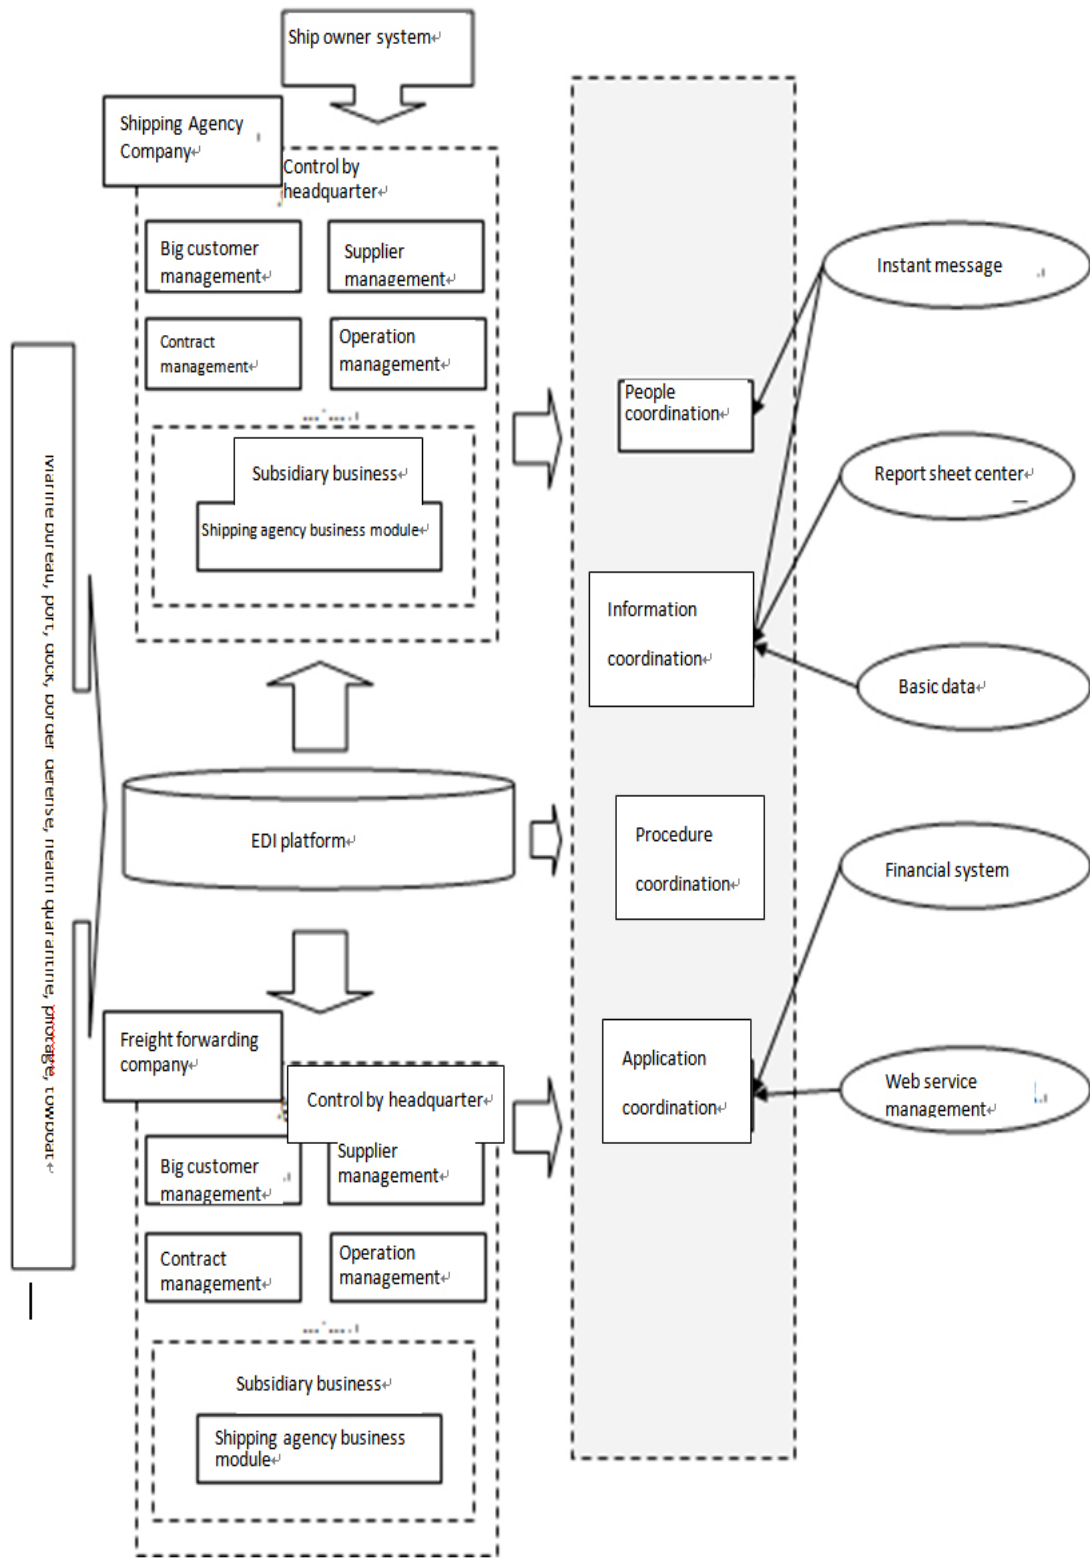 Ship owner system
Shipping Agency
Company
Control by
headquarter
Big customer
management
Supplier
management
Contract
management
Operation
management
Subsidiary business
Shipping agency business module
Marine bureau, port, dock, border defense, health quarantine, pilotage, towboat
EDI platform
Freight forwarding
company
Control by headquarter
Big customer
management
Supplier
management
Contract
management
Operation
management
Subsidiary business
Shipping agency business
module
People
coordination
Information
coordination
Procedure
coordination
Application
coordination
Instant message
Report sheet center
Basic data
Financial system
Web service
management